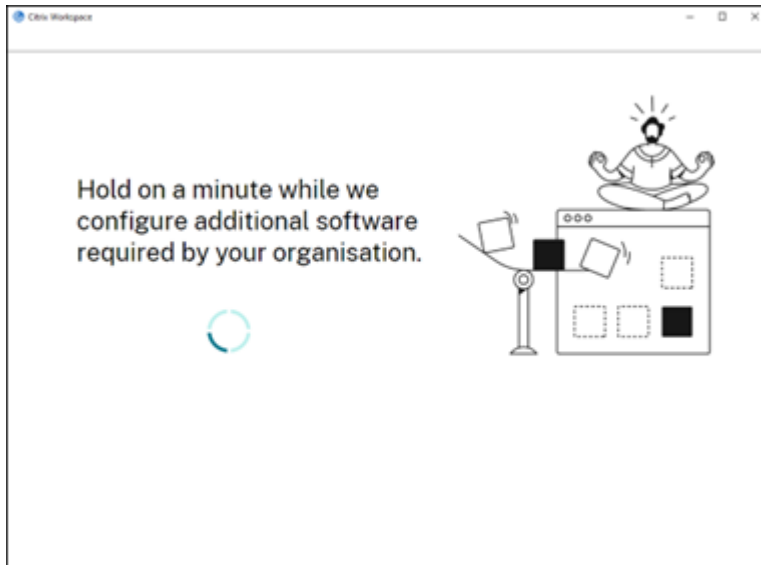 Citrix Workspace
Hold on a minute while we
configure additional software
required by your organisation.